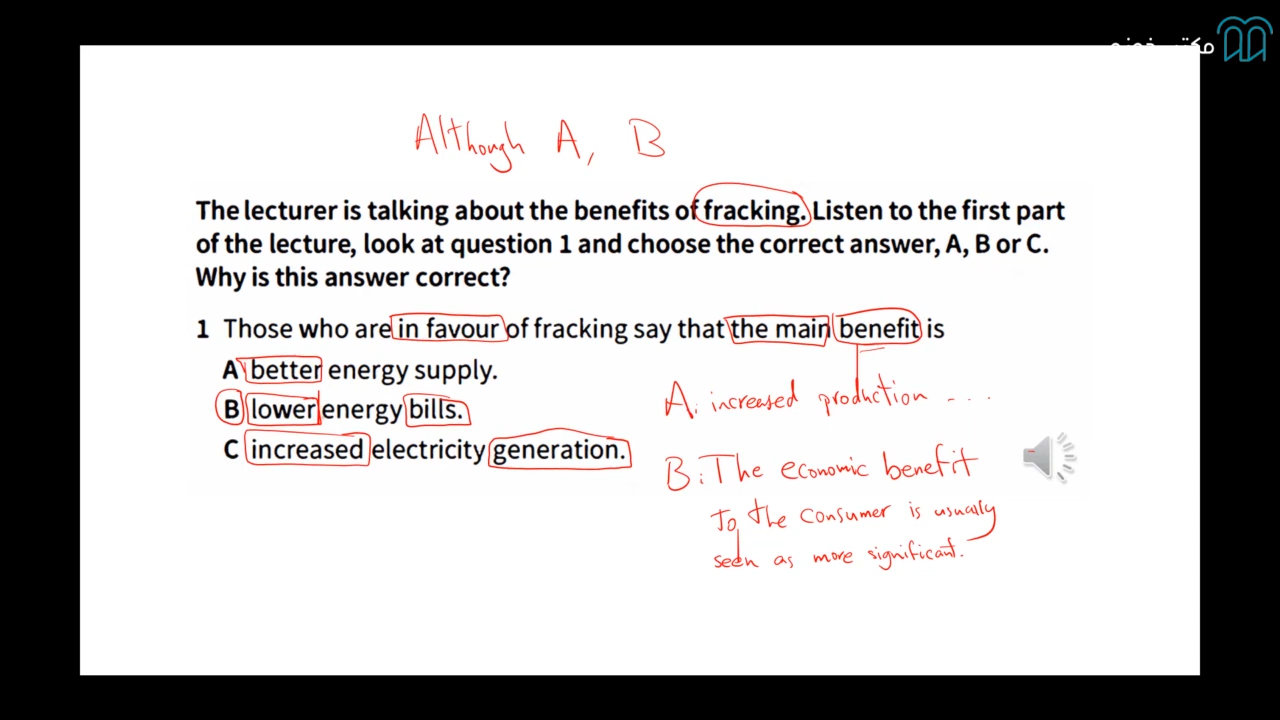 Although A, B
The lecturer is talking about the benefits of fracking. Listen to the first part
of the lecture, look at question 1 and choose the correct answer, A, B or C.
Why is this answer correct?
1 Those who are in favour of fracking say that the main benefit is
A better energy supply.
B lower energy bills.
C increased electricity generation.
A: increased production ....
B: The economic benefit
to the consumer is usually
seen as more significant.